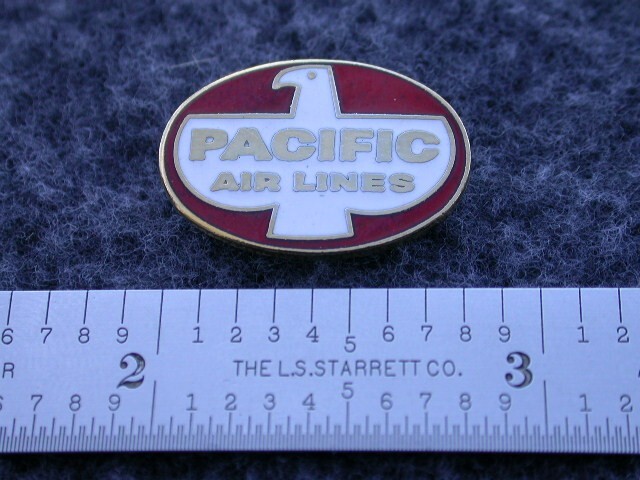 PACIFIC
AIR LINES
6 7 8 9 1 2 3 4 5 6 7 8 9 1 2
R 2 THE L.S. STARRETT CO. 3
6 7 8 9 1 2 3 4 5 6 7 8 9 1 2